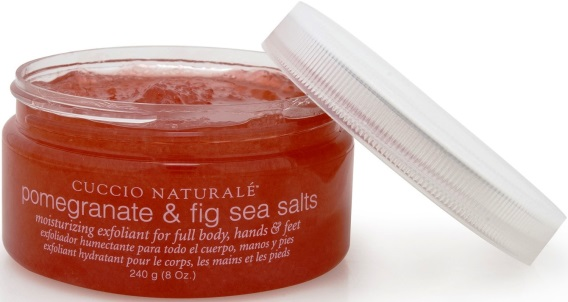 CUCCIO NATURALÉ®
pomegranate & fig sea salts
moisturizing exfoliant for full body, hands & feet
exfoliador humectante para todo el cuerpo, manos y pies
exfoliant hydratant pour le corps, les mains et les pieds
240 g (8 Oz.)